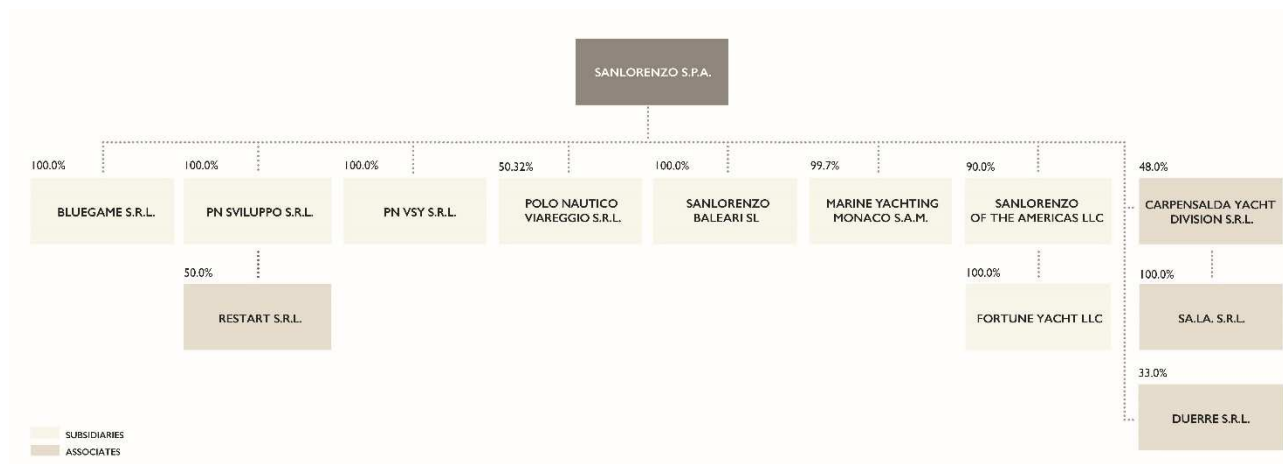 SANLORENZO S.P.A.
100.0%
BLUEGAME S.R.L.
100.0%
PN SVILUPPO S.R.L.
100.0%
PN VSY S.R.L.
50.32%
POLO NAUTICO
VIAREGGIO S.R.L.
100.0%
SANLORENZO
BALEARI SL
99.7%
MARINE YACHTING
MONACO S.A.M.
90.0%
SANLORENZO
OF THE AMERICAS LLC
48.0%
CARPENSALDA YACHT
DIVISION S.R.L.
50.0%
RESTART S.R.L.
100.0%
FORTUNE YACHT LLC
100.0%
SA.LA. S.R.L.
33.0%
DUERRE S.R.L.
SUBSIDIARIES
ASSOCIATES